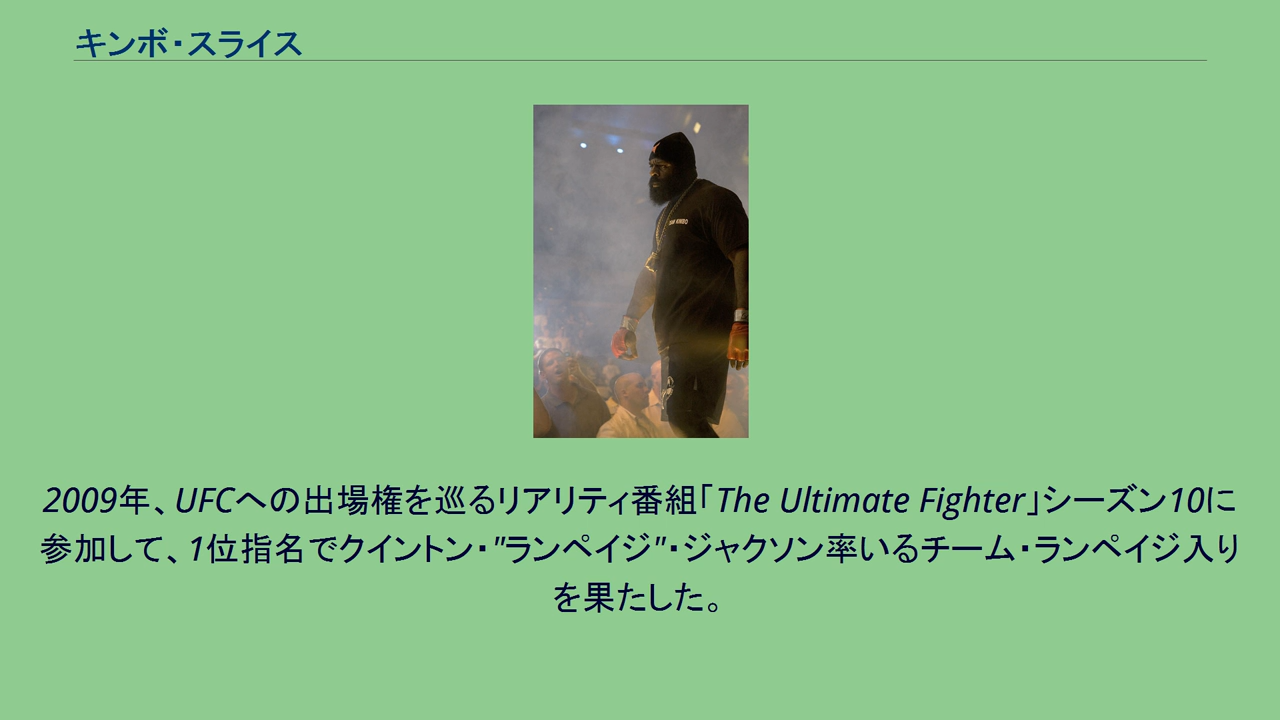 キンボ・スライス
2009年、UFCへの出場権を巡るリアリティ番組「The Ultimate Fighter」シーズン10に
参加して、1位指名でクイントン・"ランペイジ"・ジャクソン率いるチーム・ランペイジ入り
を果たした。